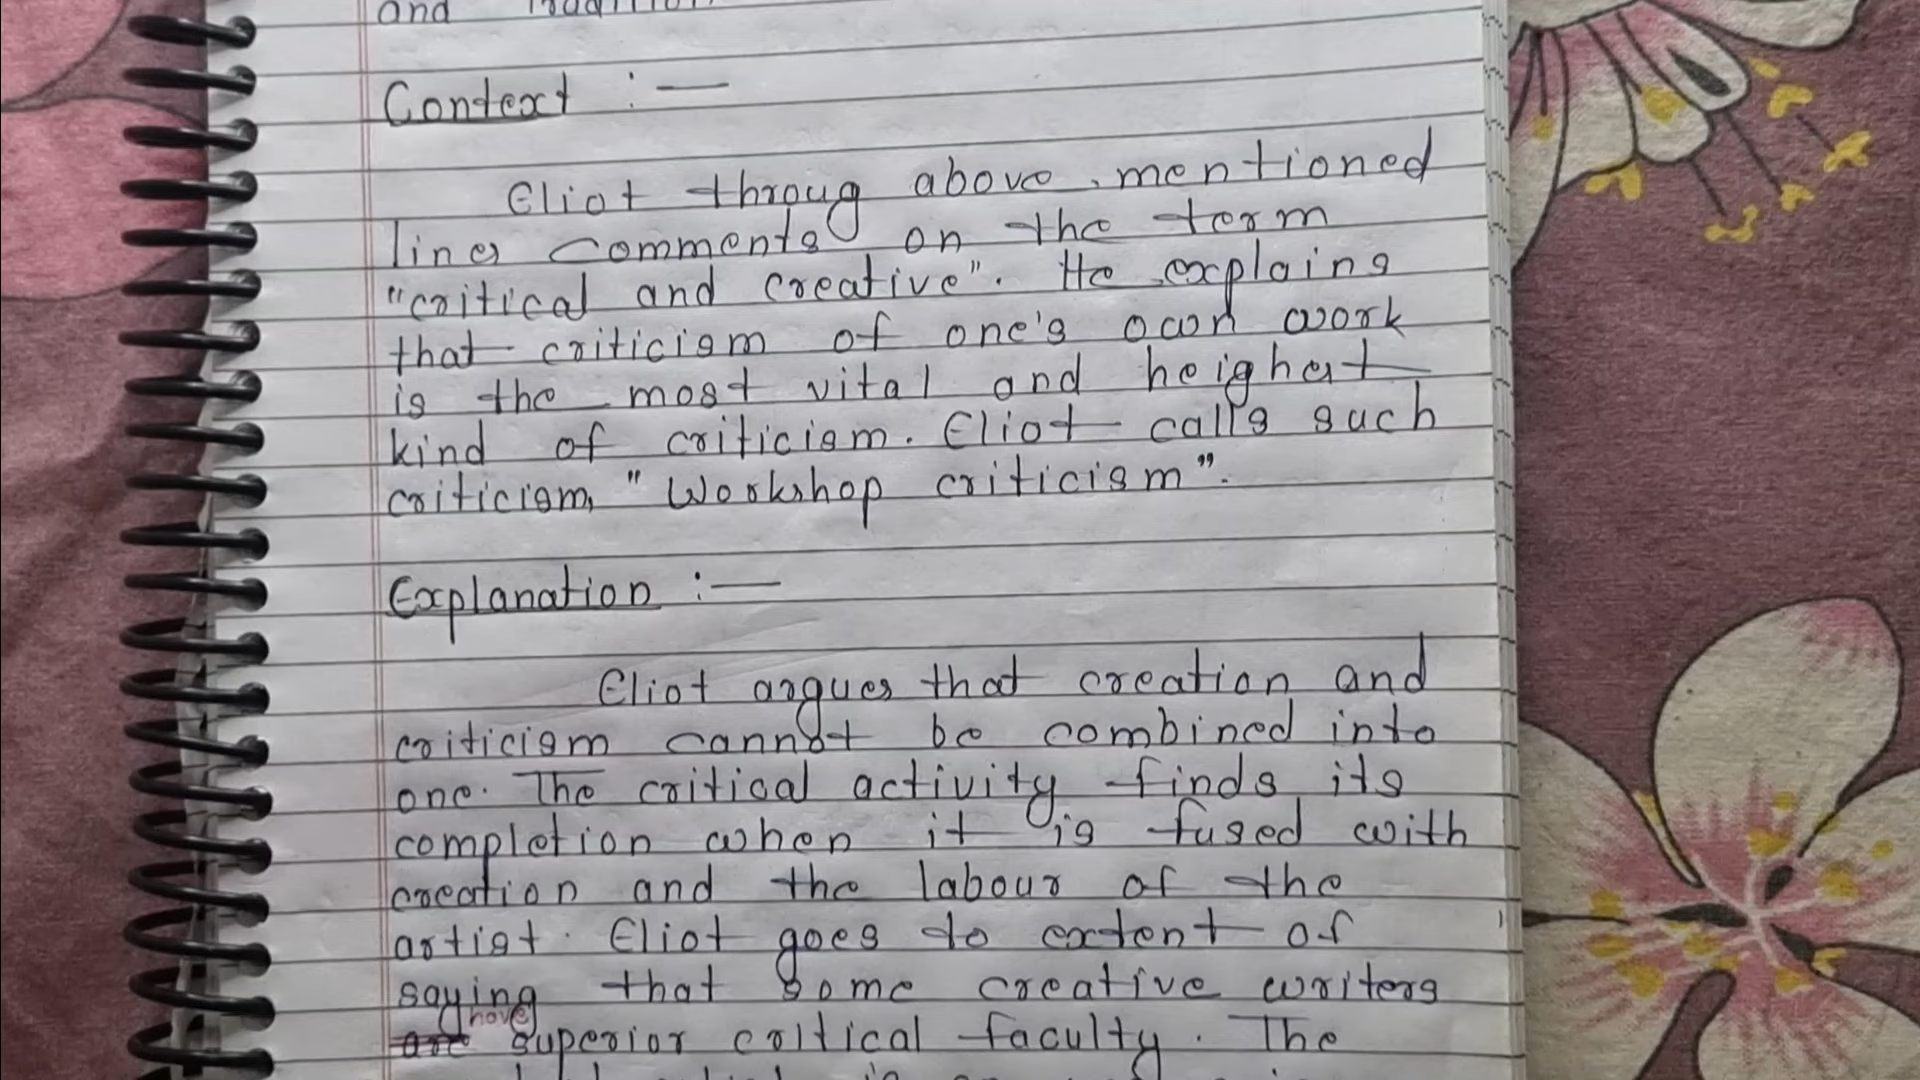 and
Context :—
Eliot throug above mentioned
lines comments on the term
"critical and creative". He explains
that criticism of one's own work
is the most vital and heighest
kind of criticism. Eliot calls such
criticism, "Workshop criticism".
Explanation :—
Eliot argues that creation and
criticism cannot be combined into
one. The critical activity finds its
completion when it is fused with
creation and the labour of the
artist. Eliot goes to extent of
saying that some creative writers
have
are superior critical faculty. The